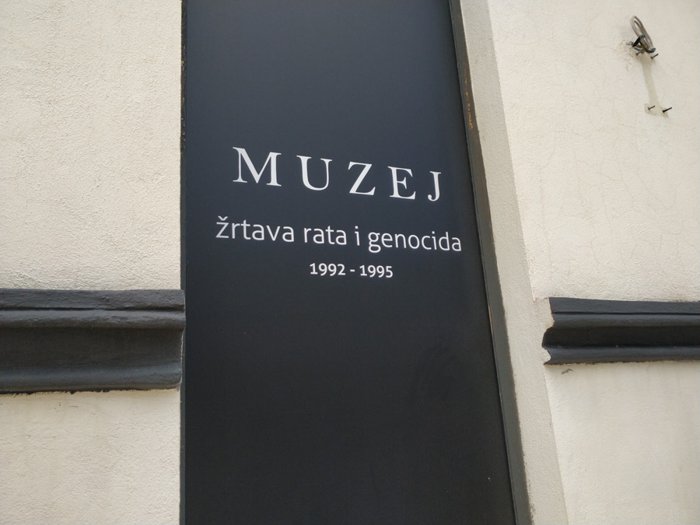 MUZEJ
žrtava rata i genocida
1992 - 1995